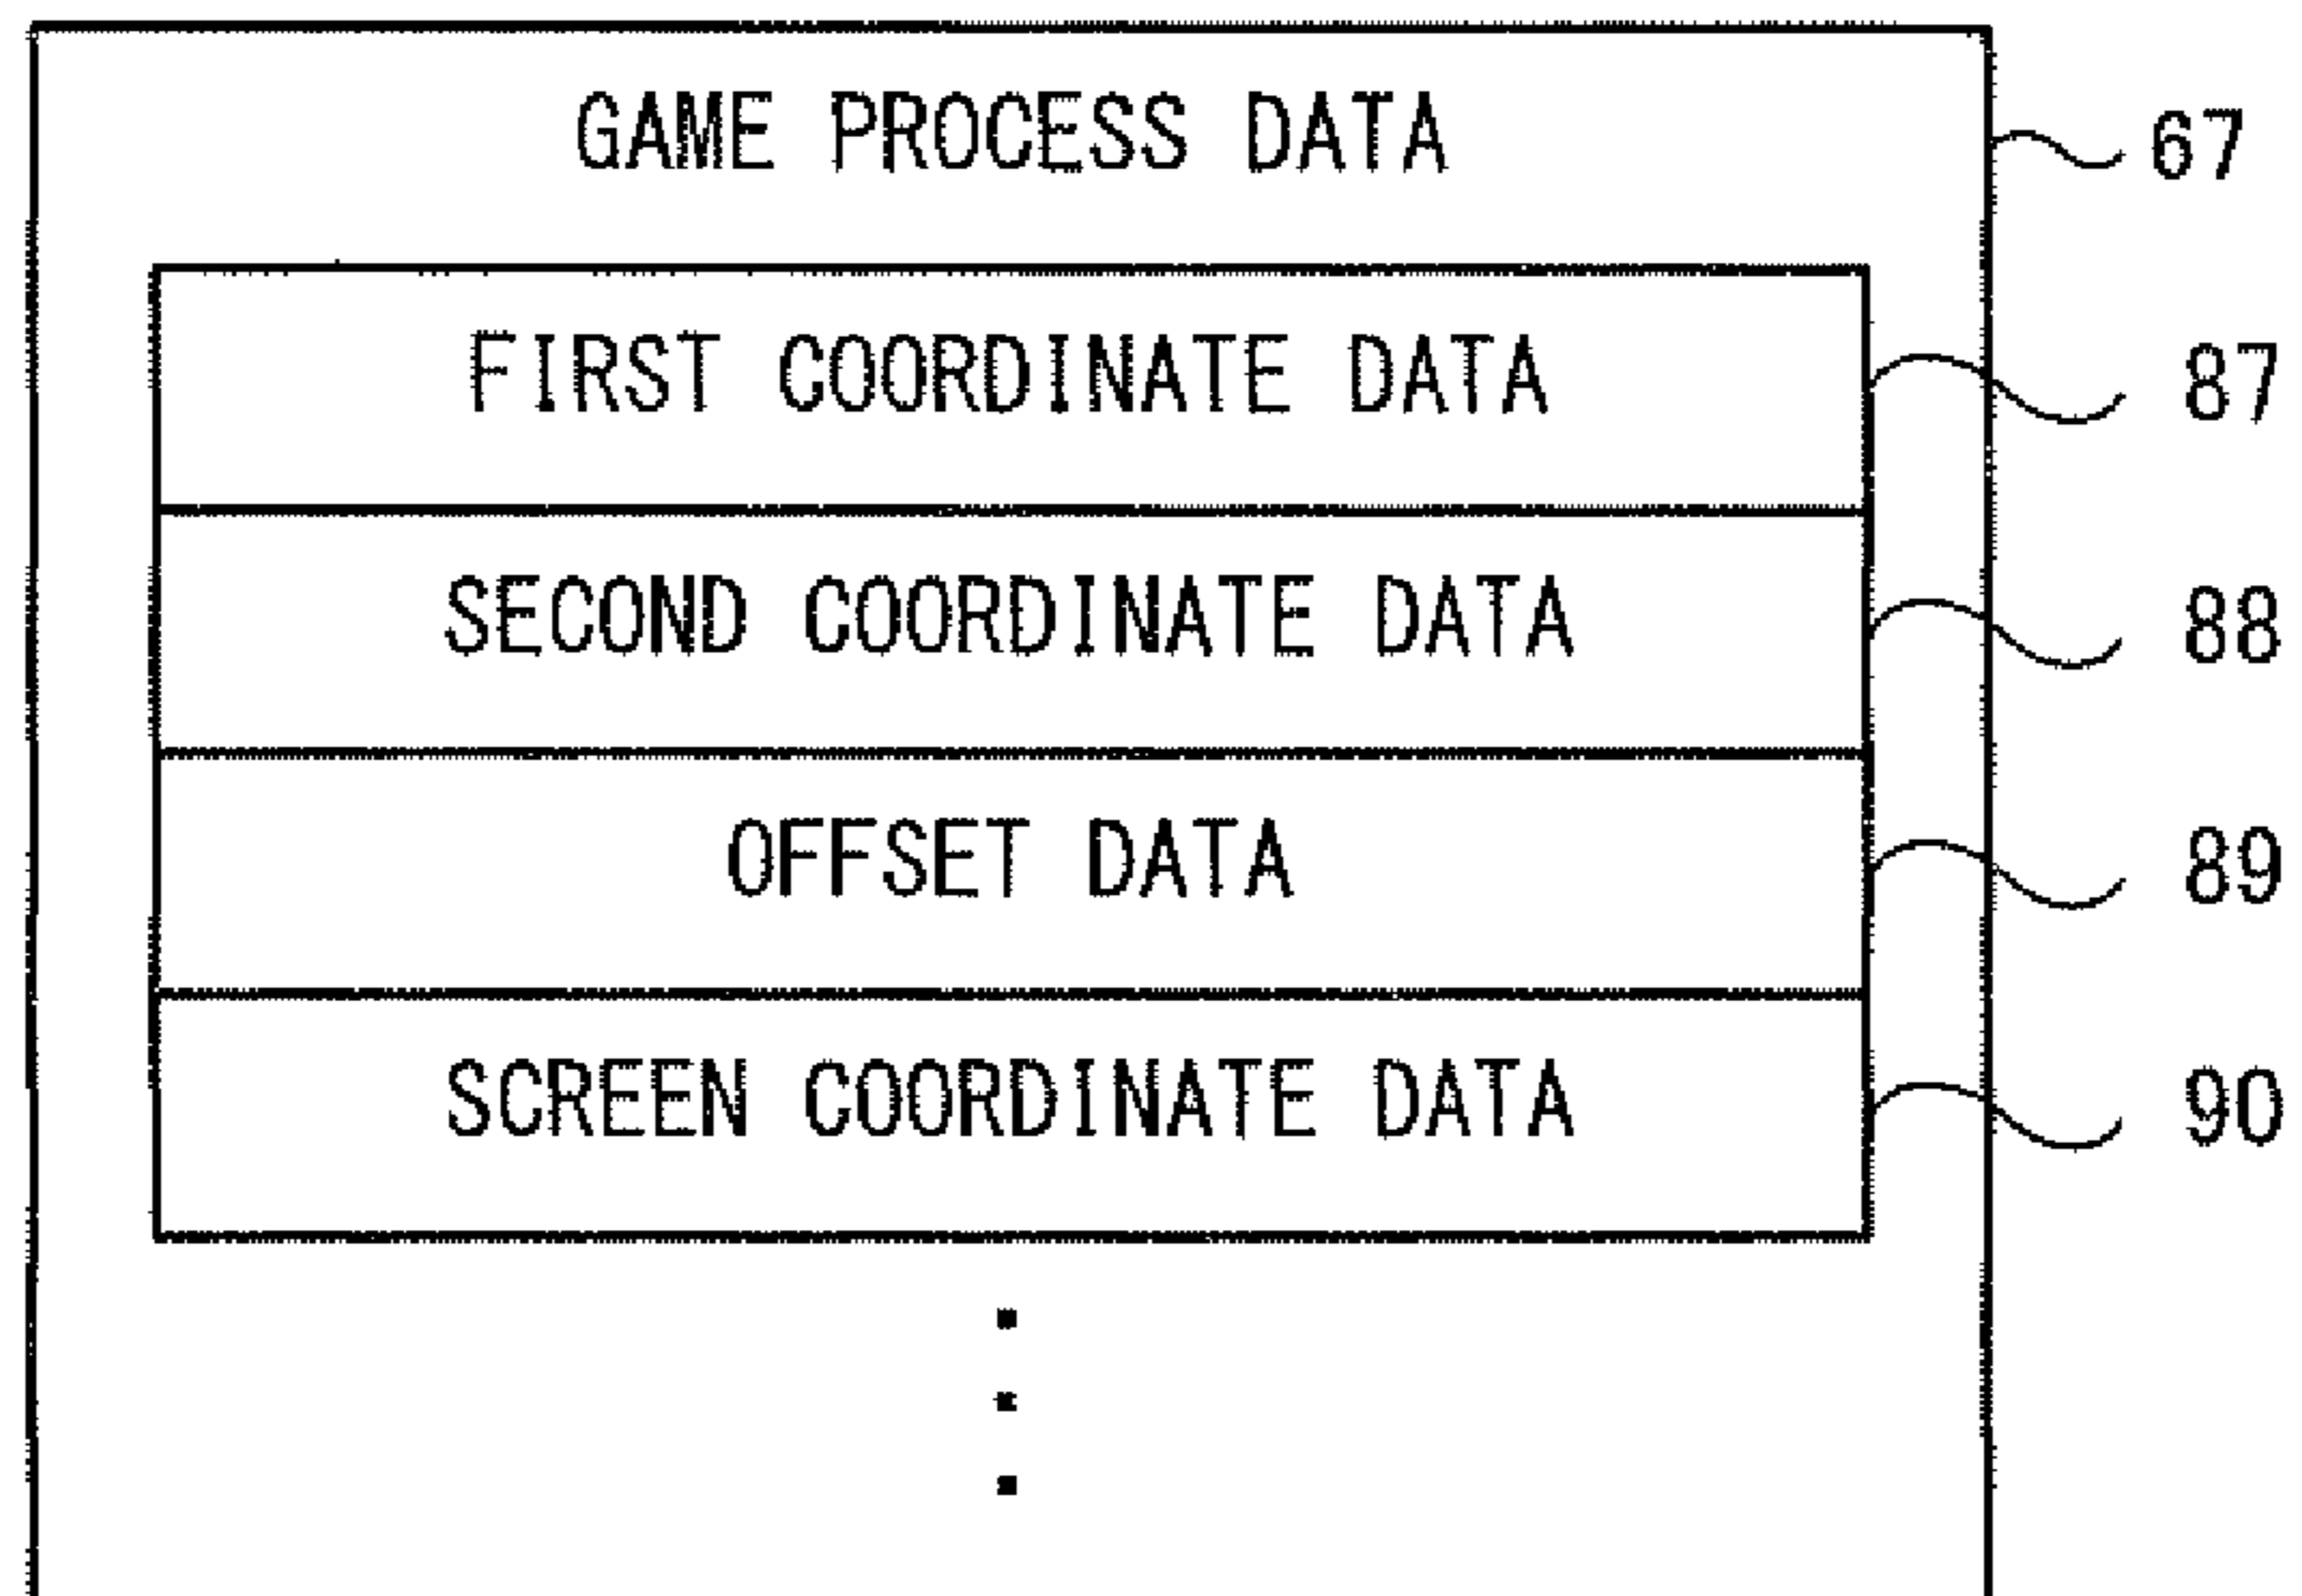 GAME PROCESS DATA 67
FIRST COORDINATE DATA 87
SECOND COORDINATE DATA 88
OFFSET DATA 89
SCREEN COORDINATE DATA 90